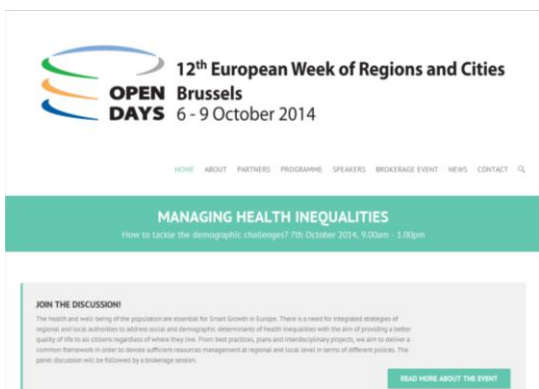 12th European Week of Regions and Cities
OPEN Brussels
DAYS 6 - 9 October 2014
HOME ABOUT PARTNERS PROGRAMME SPEAKERS BROKERAGE EVENT NEWS CONTACT
MANAGING HEALTH INEQUALITIES
How to tackle the demographic challenges? 7th October 2014, 9.00am - 1.00pm
JOIN THE DISCUSSION!
The health and well-being of the population are essential for Smart Growth in Europe. There is a need for integrated strategies of
regional and local authorities to address social and demographic determinants of health inequalities with the aim of providing a better
quality of life to all citizens regardless of where they live. From best practices, plans and interdisciplinary projects, we aim to deliver a
common framework in order to devote sufficient resources management at regional and local level in terms of different policies. The
panel discussion will be followed by a brokerage session.
READ MORE ABOUT THE EVENT